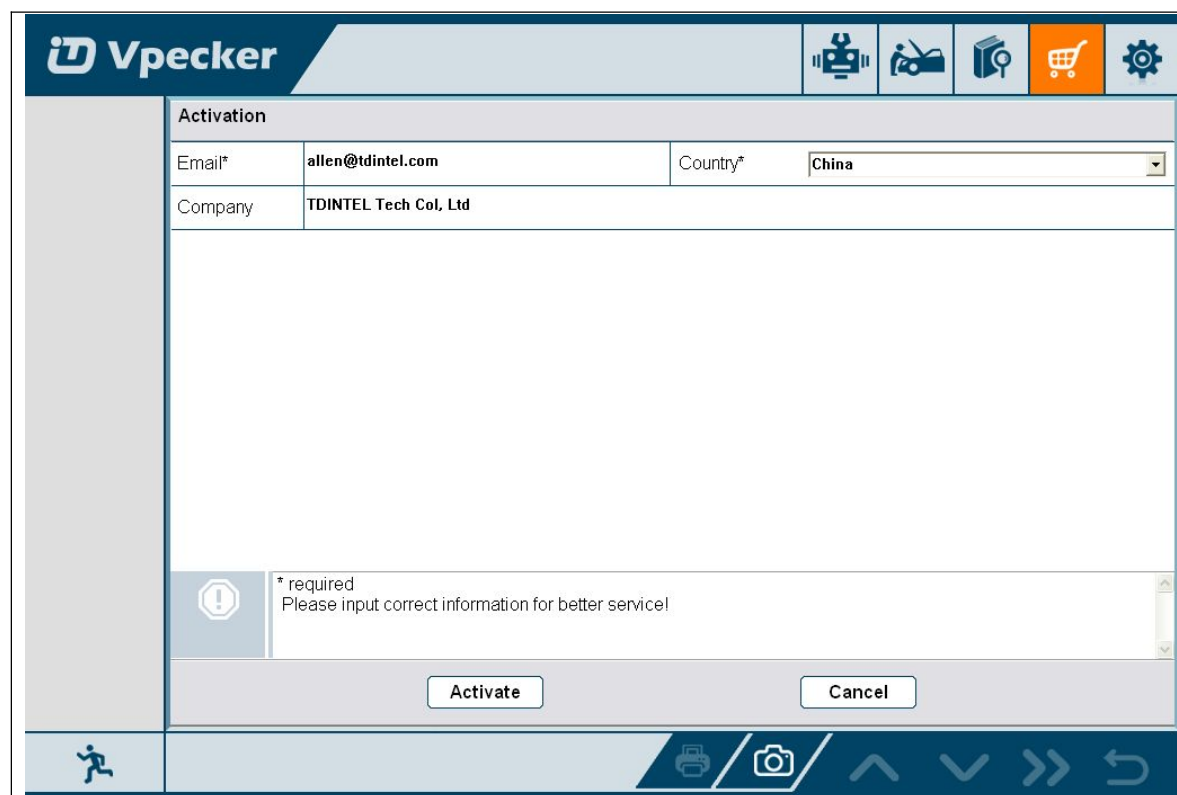 Vpecker
Activation
Email* allen@tdintel.com Country* China
Company TDINTEL Tech Col, Ltd
* required
Please input correct information for better service!
Activate Cancel